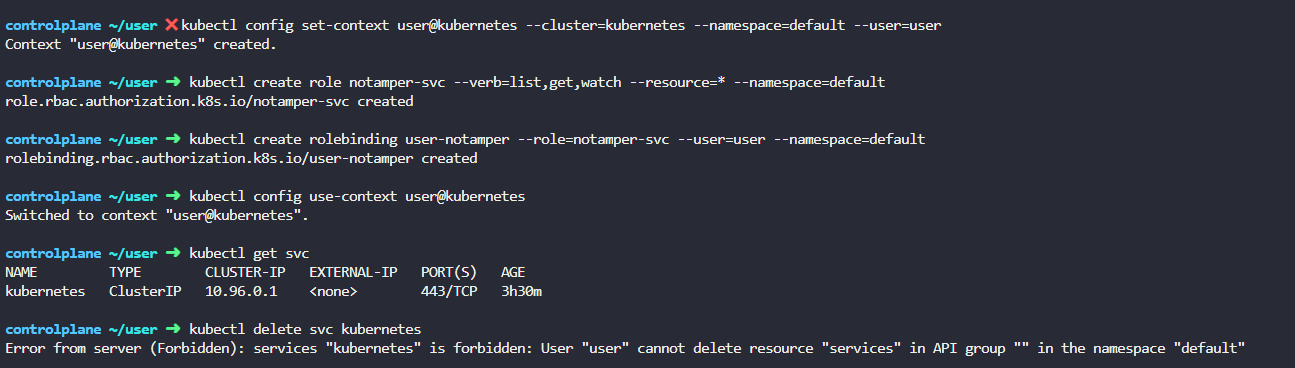 controlplane ~/user ❌kubectl config set-context user@kubernetes --cluster=kubernetes --namespace=default --user=user
Context "user@kubernetes" created.
controlplane ~/user ➜ kubectl create role notamper-svc --verb=list,get,watch --resource=* --namespace=default
role.rbac.authorization.k8s.io/notamper-svc created
controlplane ~/user ➜ kubectl create rolebinding user-notamper --role=notamper-svc --user=user --namespace=default
rolebinding.rbac.authorization.k8s.io/user-notamper created
controlplane ~/user ➜ kubectl config use-context user@kubernetes
Switched to context "user@kubernetes".
controlplane ~/user ➜ kubectl get svc
NAME TYPE CLUSTER-IP EXTERNAL-IP PORT(S) AGE
kubernetes ClusterIP 10.96.0.1 <none> 443/TCP 3h30m
controlplane ~/user ➜ kubectl delete svc kubernetes
Error from server (Forbidden): services "kubernetes" is forbidden: User "user" cannot delete resource "services" in API group "" in the namespace "default"